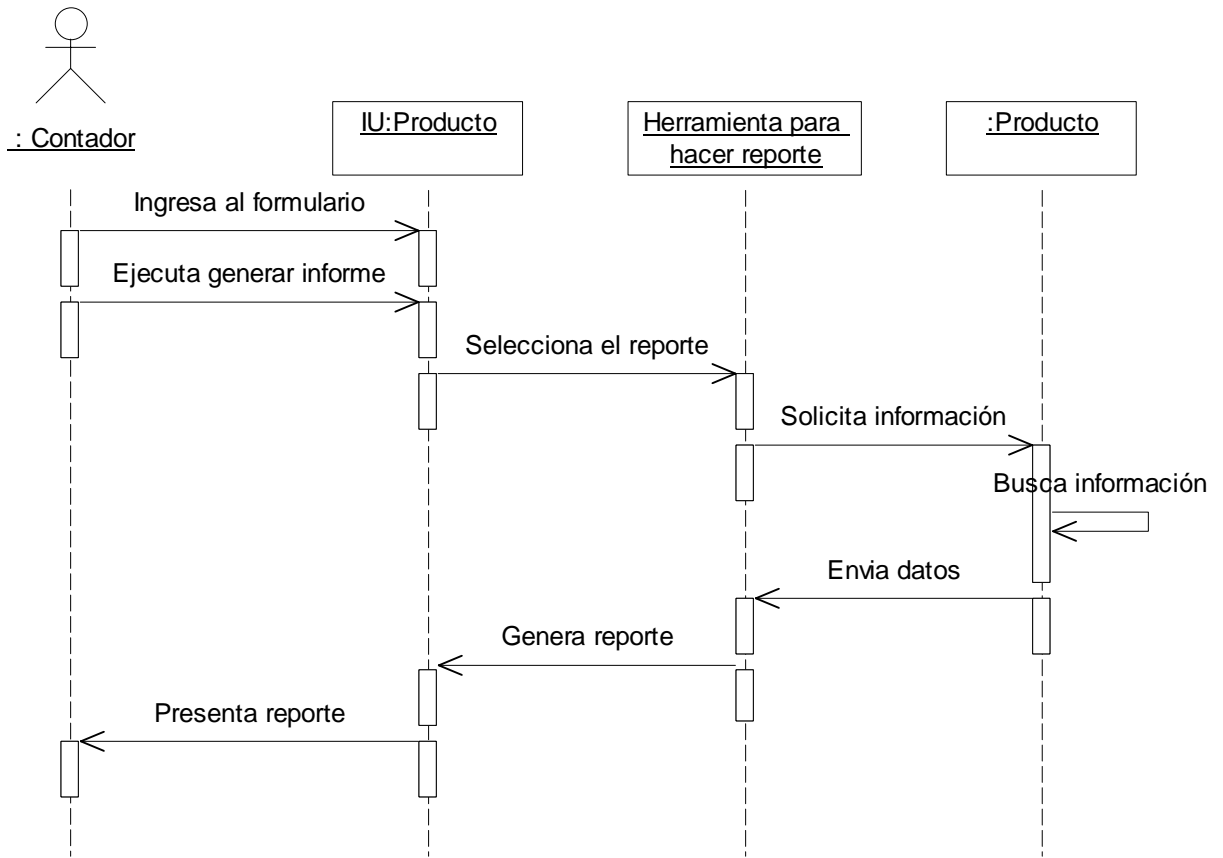 : Contador
IU:Producto
Herramienta para
hacer reporte
:Producto
Ingresa al formulario
Ejecuta generar informe
Selecciona el reporte
Solicita información
Busca información
Envia datos
Genera reporte
Presenta reporte